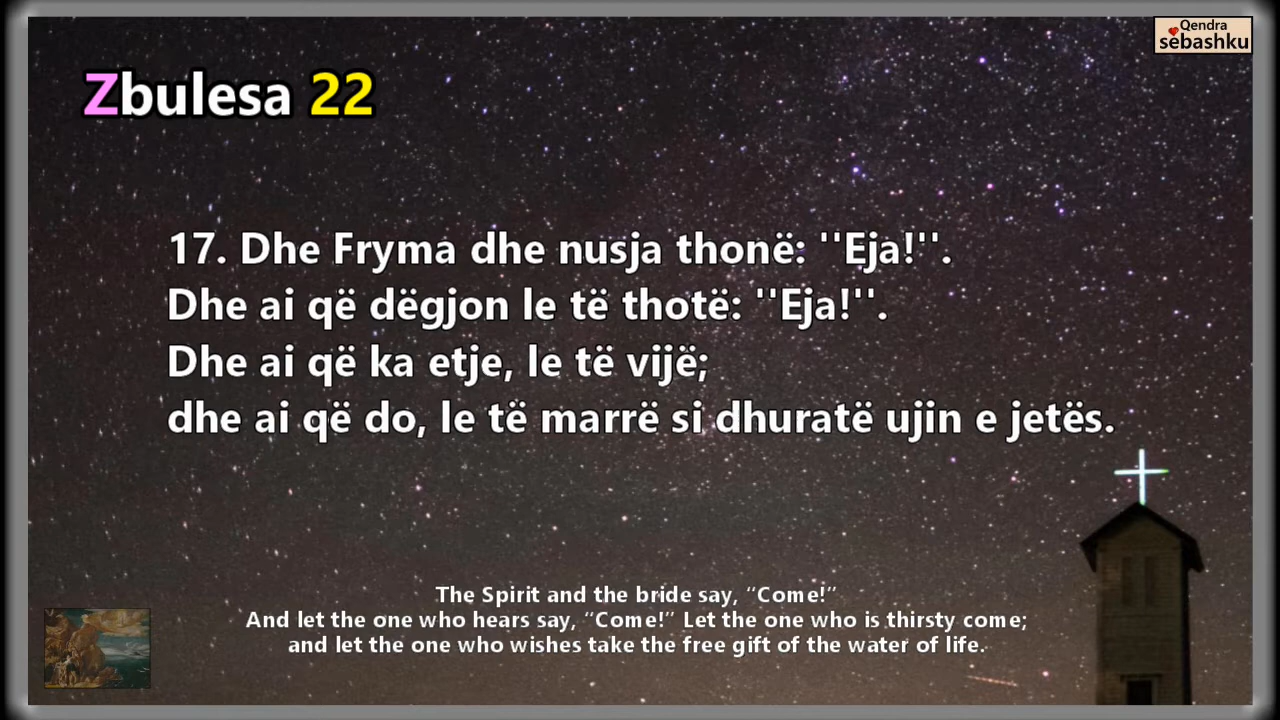 Qendra
sebashku
Zbulesa 22
17. Dhe Fryma dhe nusja thonë: ''Eja!''.
Dhe ai që dëgjon le të thotë: ''Eja!''.
Dhe ai që ka etje, le të vijë;
dhe ai që do, le të marrë si dhuratë ujin e jetës.
The Spirit and the bride say, “Come!”
And let the one who hears say, “Come!” Let the one who is thirsty come;
and let the one who wishes take the free gift of the water of life.